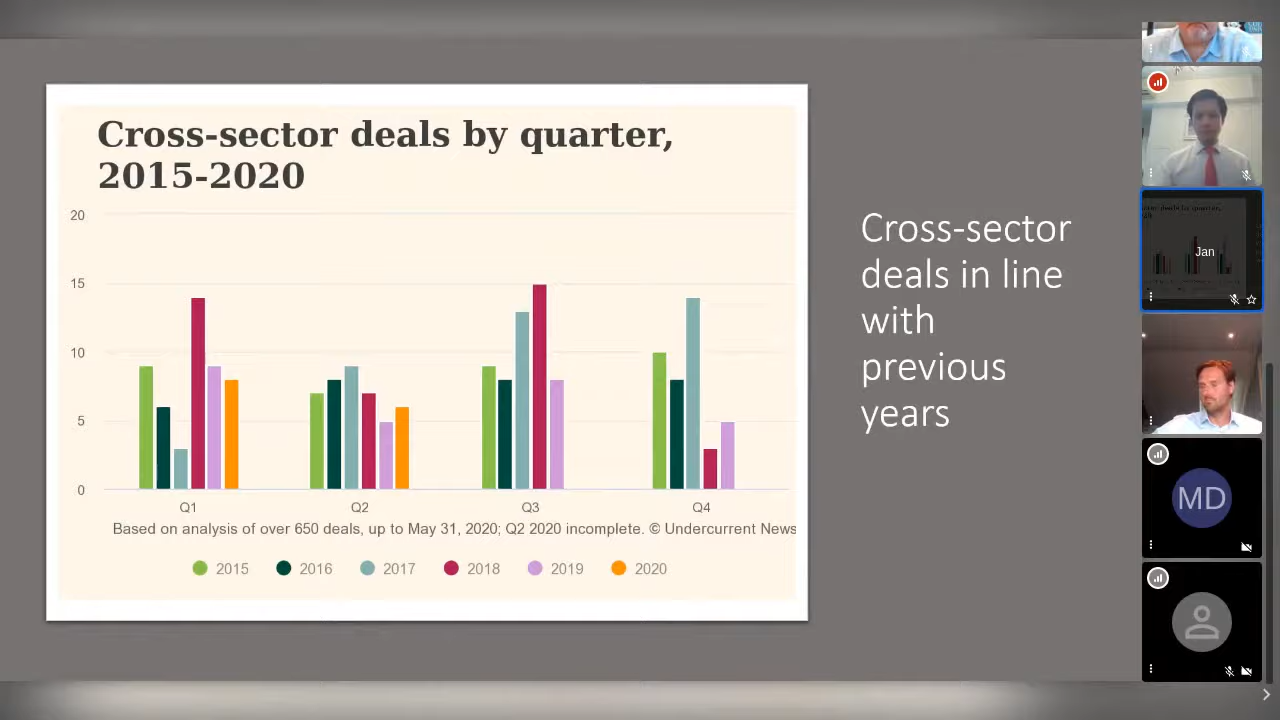 Cross-sector deals by quarter,
2015-2020
20
15
10
5
0
Q1 Q2 Q3 Q4
Based on analysis of over 650 deals, up to May 31, 2020; Q2 2020 incomplete. © Undercurrent News
2015 2016 2017 2018 2019 2020
Cross-sector
deals in line
with
previous
years
Jan
MD